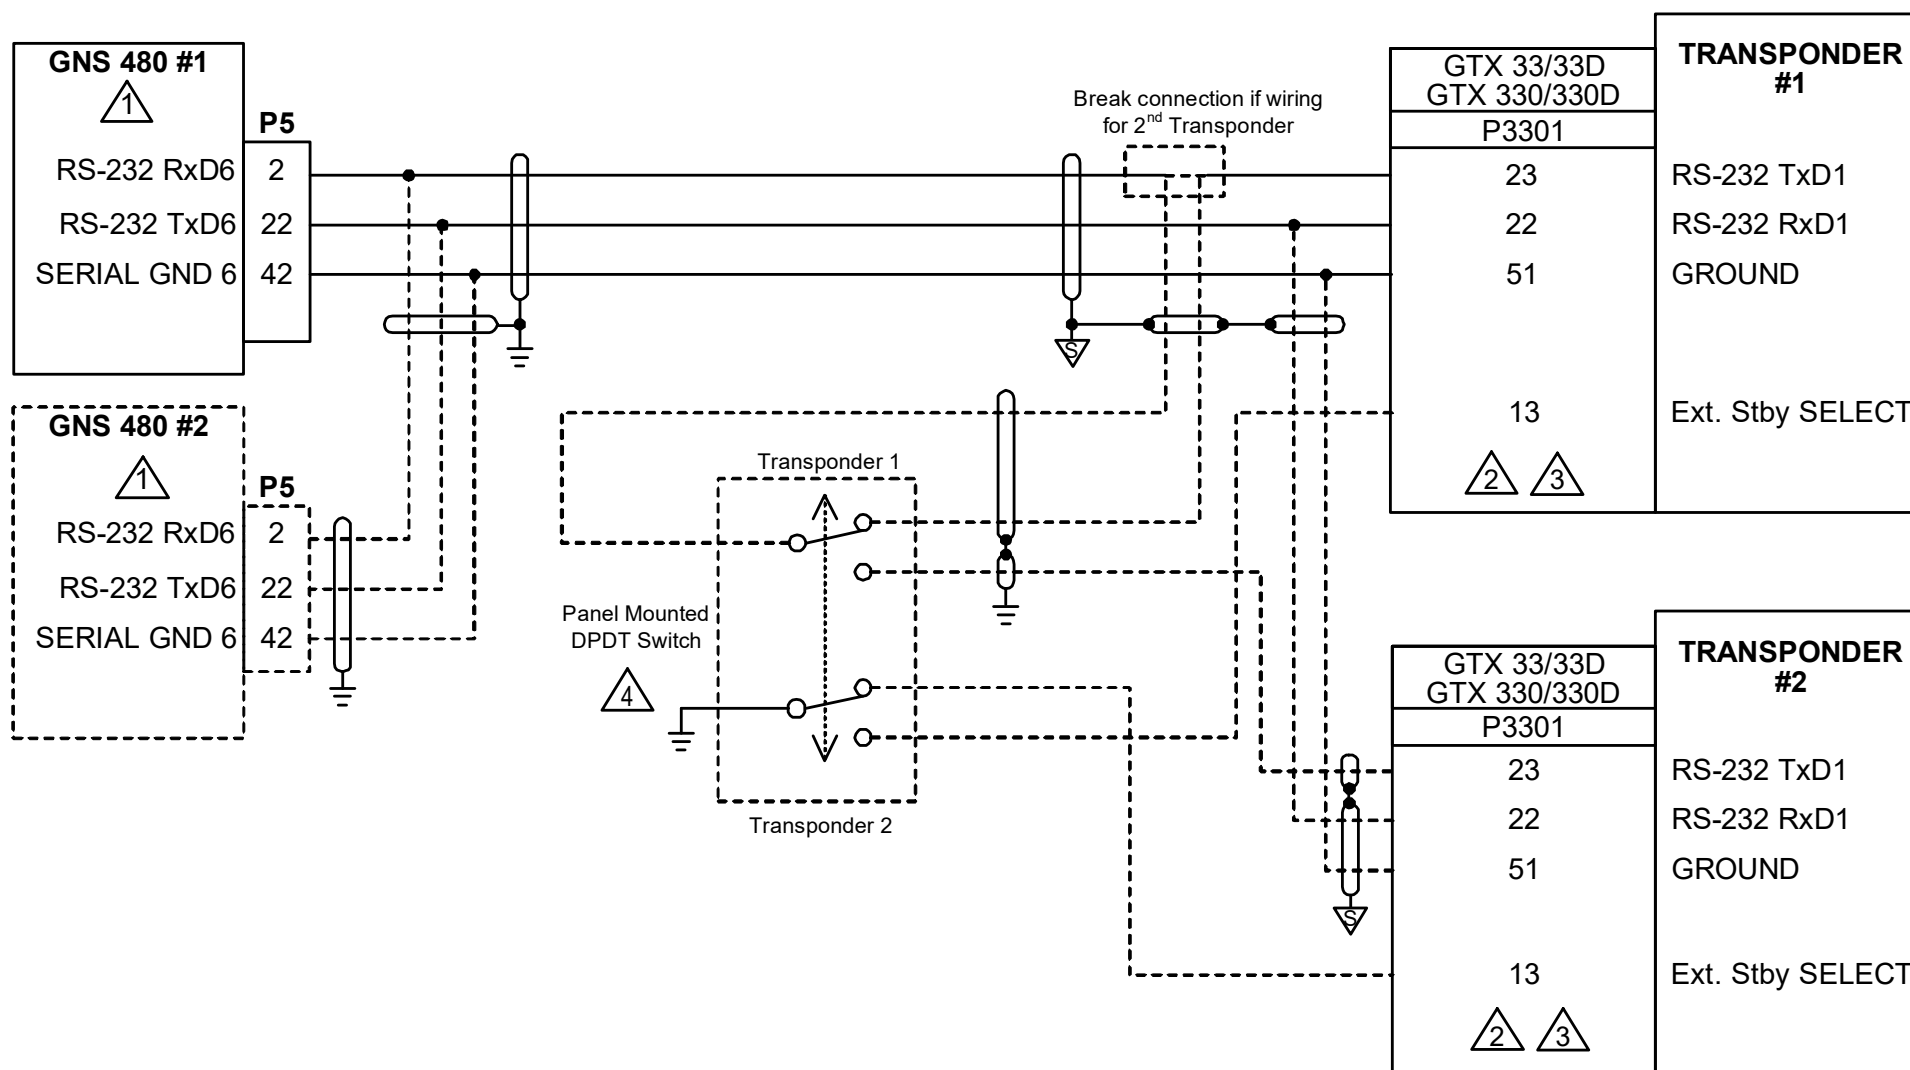 GNS 480 #1
1
P5
RS-232 RxD6 2
RS-232 TxD6 22
SERIAL GND 6 42
GNS 480 #2
1
P5
RS-232 RxD6 2
RS-232 TxD6 22
SERIAL GND 6 42
Break connection if wiring
for 2nd Transponder
S
Transponder 1
Panel Mounted
DPDT Switch
4
Transponder 2
GTX 33/33D
GTX 330/330D
P3301
TRANSPONDER
#1
23 RS-232 TxD1
22 RS-232 RxD1
51 GROUND
13 Ext. Stby SELECT
2 3
GTX 33/33D
GTX 330/330D
P3301
TRANSPONDER
#2
23 RS-232 TxD1
22 RS-232 RxD1
51 GROUND
S
13 Ext. Stby SELECT
2 3